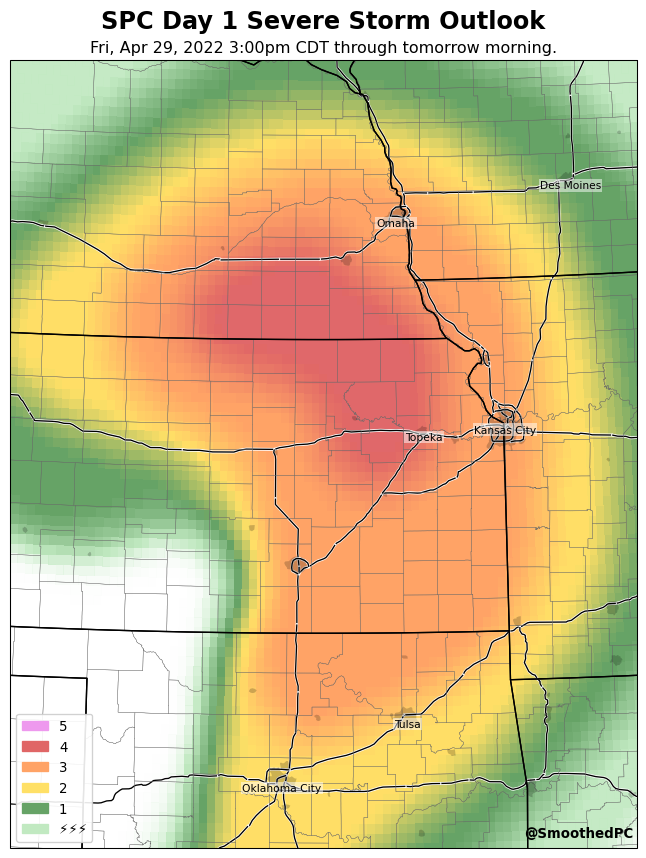 SPC Day 1 Severe Storm Outlook
Fri, Apr 29, 2022 3:00pm CDT through tomorrow morning.
Des Moines
Omaha
Kansas City
Topeka
Tulsa
Oklahoma City
5
4
3
2
1
⚡⚡⚡
@SmoothedPC